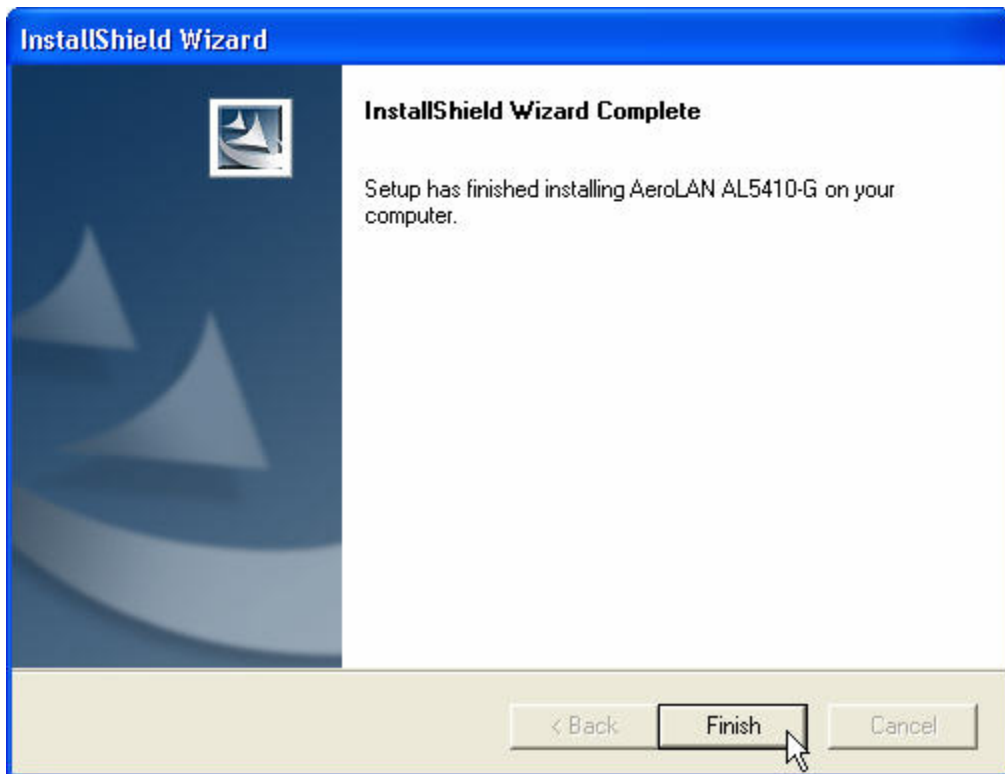 InstallShield Wizard
InstallShield Wizard Complete
Setup has finished installing AeroLAN AL5410-G on your
computer.
< Back
Finish
Cancel